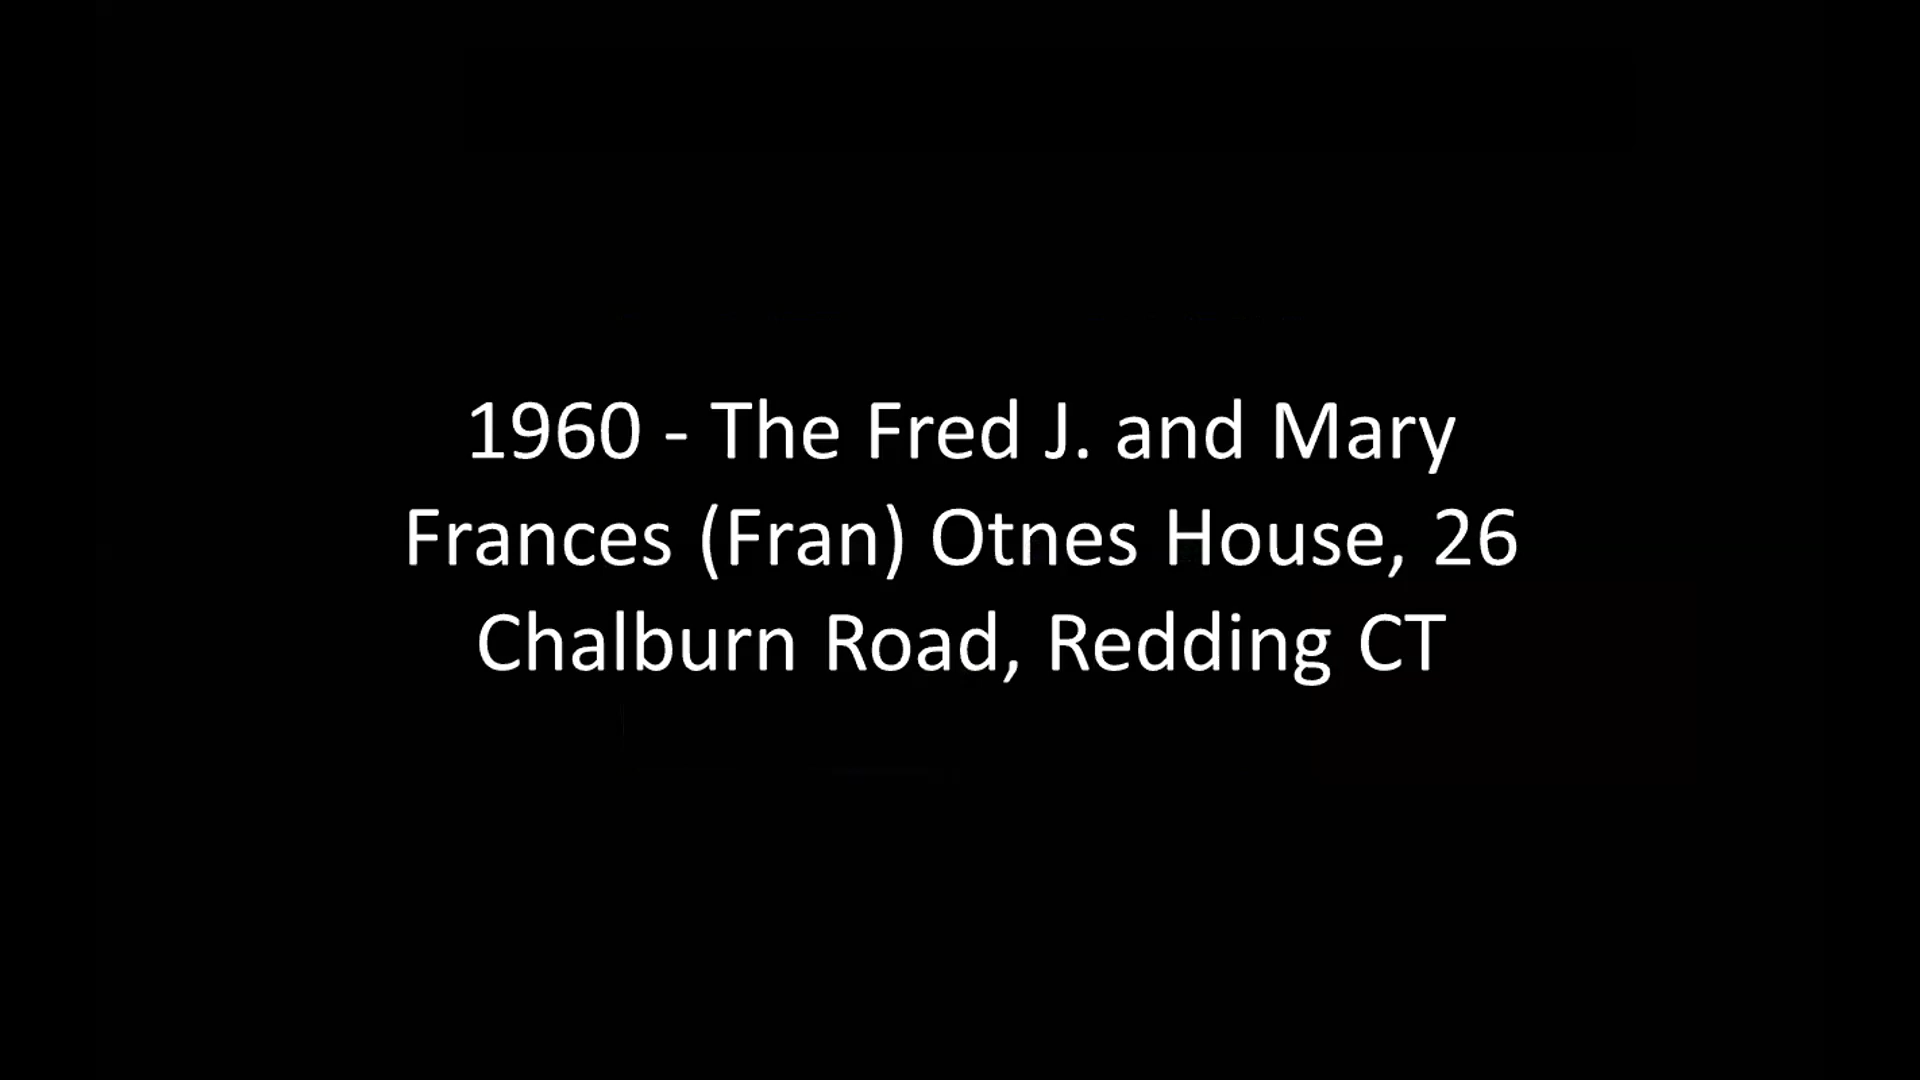 1960 - The Fred J. and Mary
Frances (Fran) Otnes House, 26
Chalburn Road, Redding CT